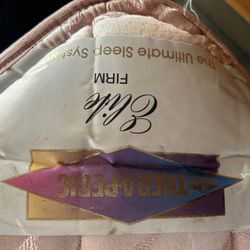 THERAPEDIC
Elite
FIRM
The Ultimate Sleep System